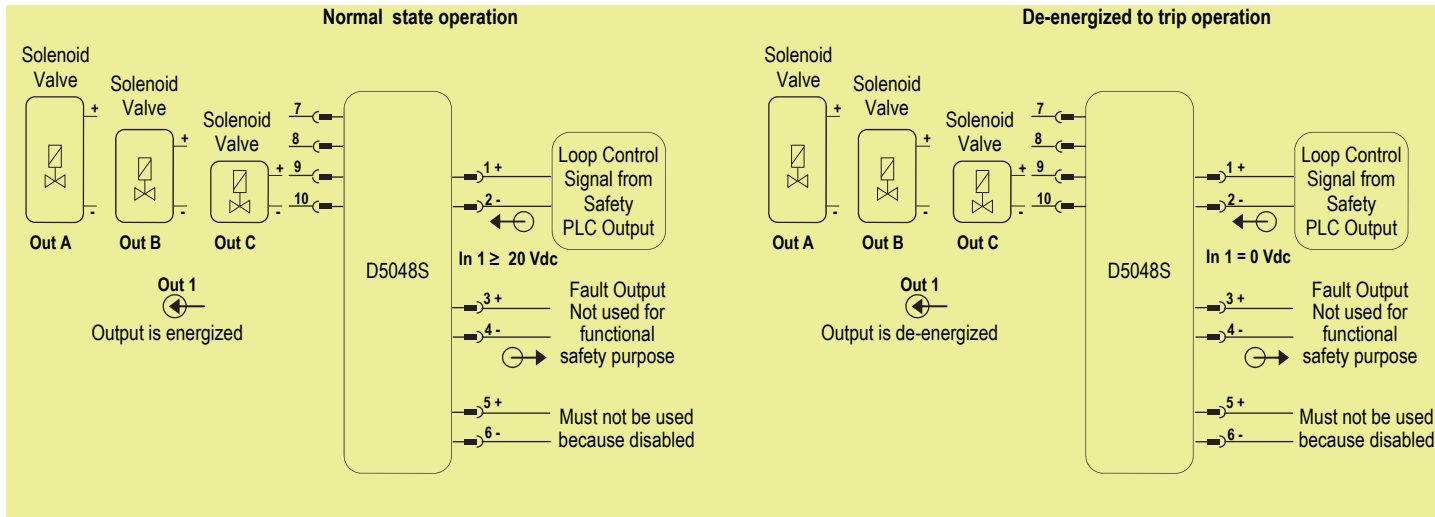 Normal state operation
Solenoid
Valve
+
-
Out A
Solenoid
Valve
+
-
Out B
Solenoid
Valve
+
-
Out C
7
8
9
10
Out 1
Output is energized
D5048S
1 +
2 -
Loop Control
Signal from
Safety
PLC Output
In 1 ≥ 20 Vdc
3 +
4 -
Fault Output
Not used for
functional
safety purpose
5 +
6 -
Must not be used
because disabled
De-energized to trip operation
Solenoid
Valve
+
-
Out A
Solenoid
Valve
+
-
Out B
Solenoid
Valve
+
-
Out C
7
8
9
10
Out 1
Output is de-energized
D5048S
1 +
2 -
Loop Control
Signal from
Safety
PLC Output
In 1 = 0 Vdc
3 +
4 -
Fault Output
Not used for
functional
safety purpose
5 +
6 -
Must not be used
because disabled